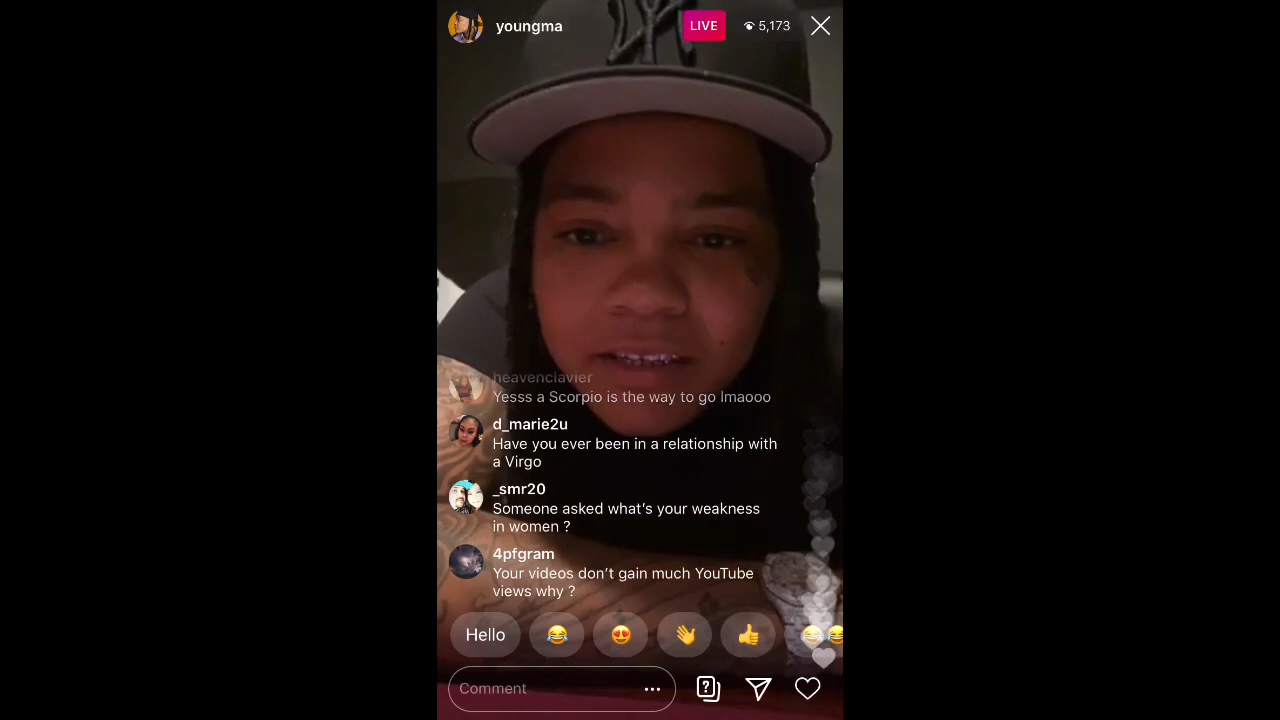 youngma LIVE 5,173
heavenclavier
Yesss a Scorpio is the way to go lmaooo
d_marie2u
Have you ever been in a relationship with
a Virgo
_smr20
Someone asked what's your weakness
in women ?
4pfgram
Your videos don't gain much YouTube
views why ?
Hello
Comment